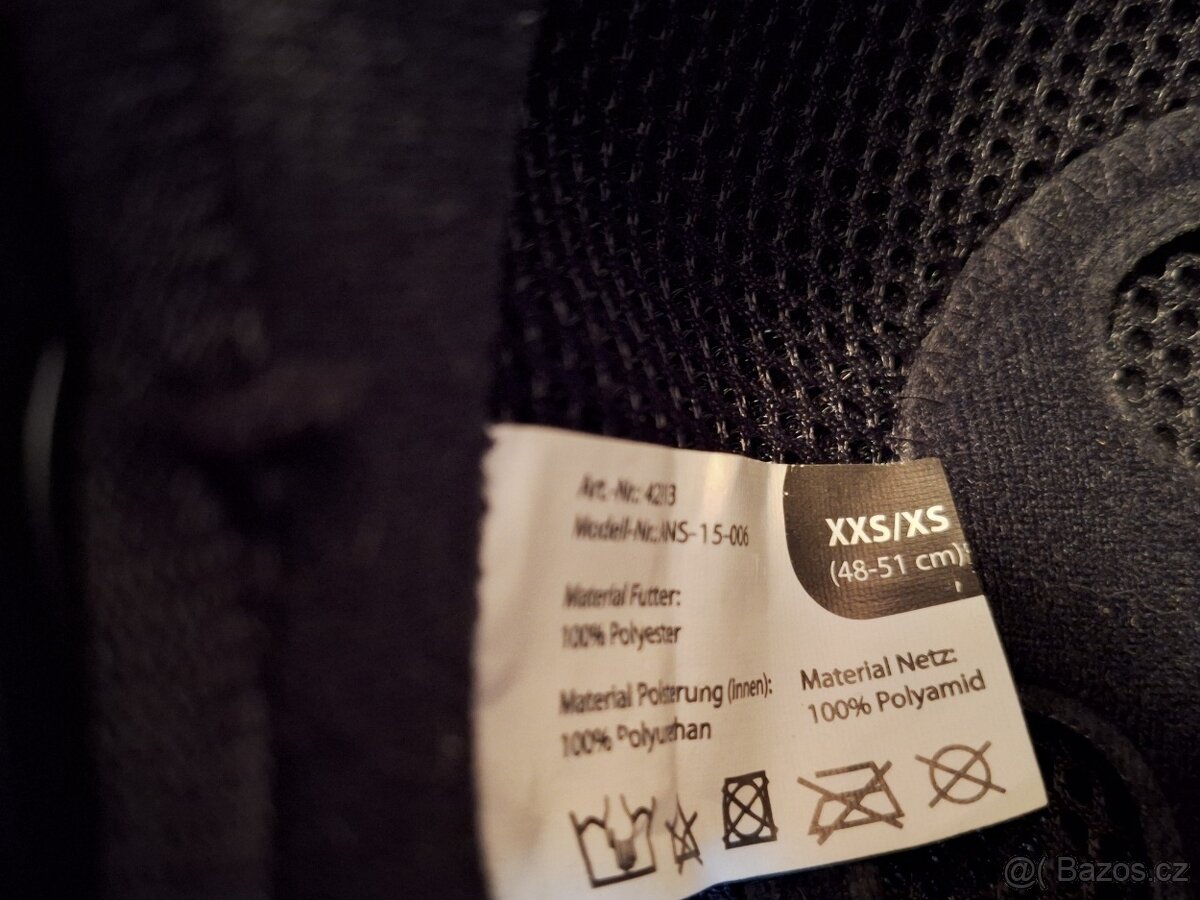 Art.-Nr.: 4213
Modell-Nr.:INS-15-006
XXS/XS
(48-51 cm)
Material Futter:
100% Polyester
Material Polsterung (innen):
100% Polyuthan
Material Netz:
100% Polyamid
@( Bazos.cz